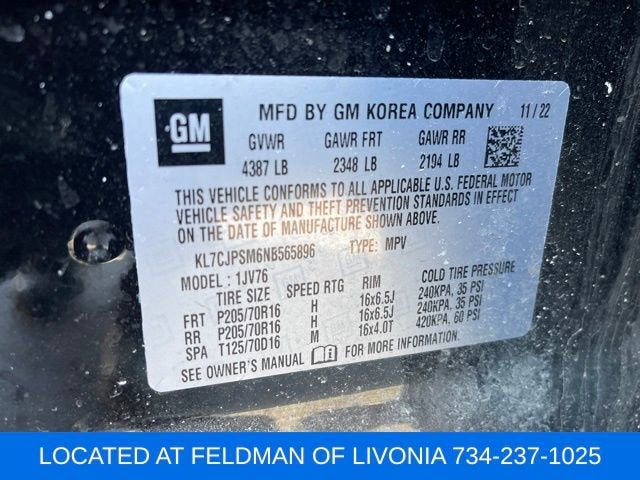 GM
MFD BY GM KOREA COMPANY 11/22
GVWR GAWR FRT GAWR RR
4387 LB 2348 LB 2194 LB
THIS VEHICLE CONFORMS TO ALL APPLICABLE U.S. FEDERAL MOTOR
VEHICLE SAFETY AND THEFT PREVENTION STANDARDS IN EFFECT
ON THE DATE OF MANUFACTURE SHOWN ABOVE.
KL7CJPSM6NB565896 TYPE: MPV
MODEL: 1JV76
TIRE SIZE SPEED RTG RIM COLD TIRE PRESSURE
FRT P205/70R16 H 16x6.5J 240KPA, 35 PSI
RR P205/70R16 H 16x6.5J 240KPA, 35 PSI
SPA T125/70D16 M 16x4.0T 420KPA, 60 PSI
SEE OWNER'S MANUAL FOR MORE INFORMATION.
LOCATED AT FELDMAN OF LIVONIA 734-237-1025